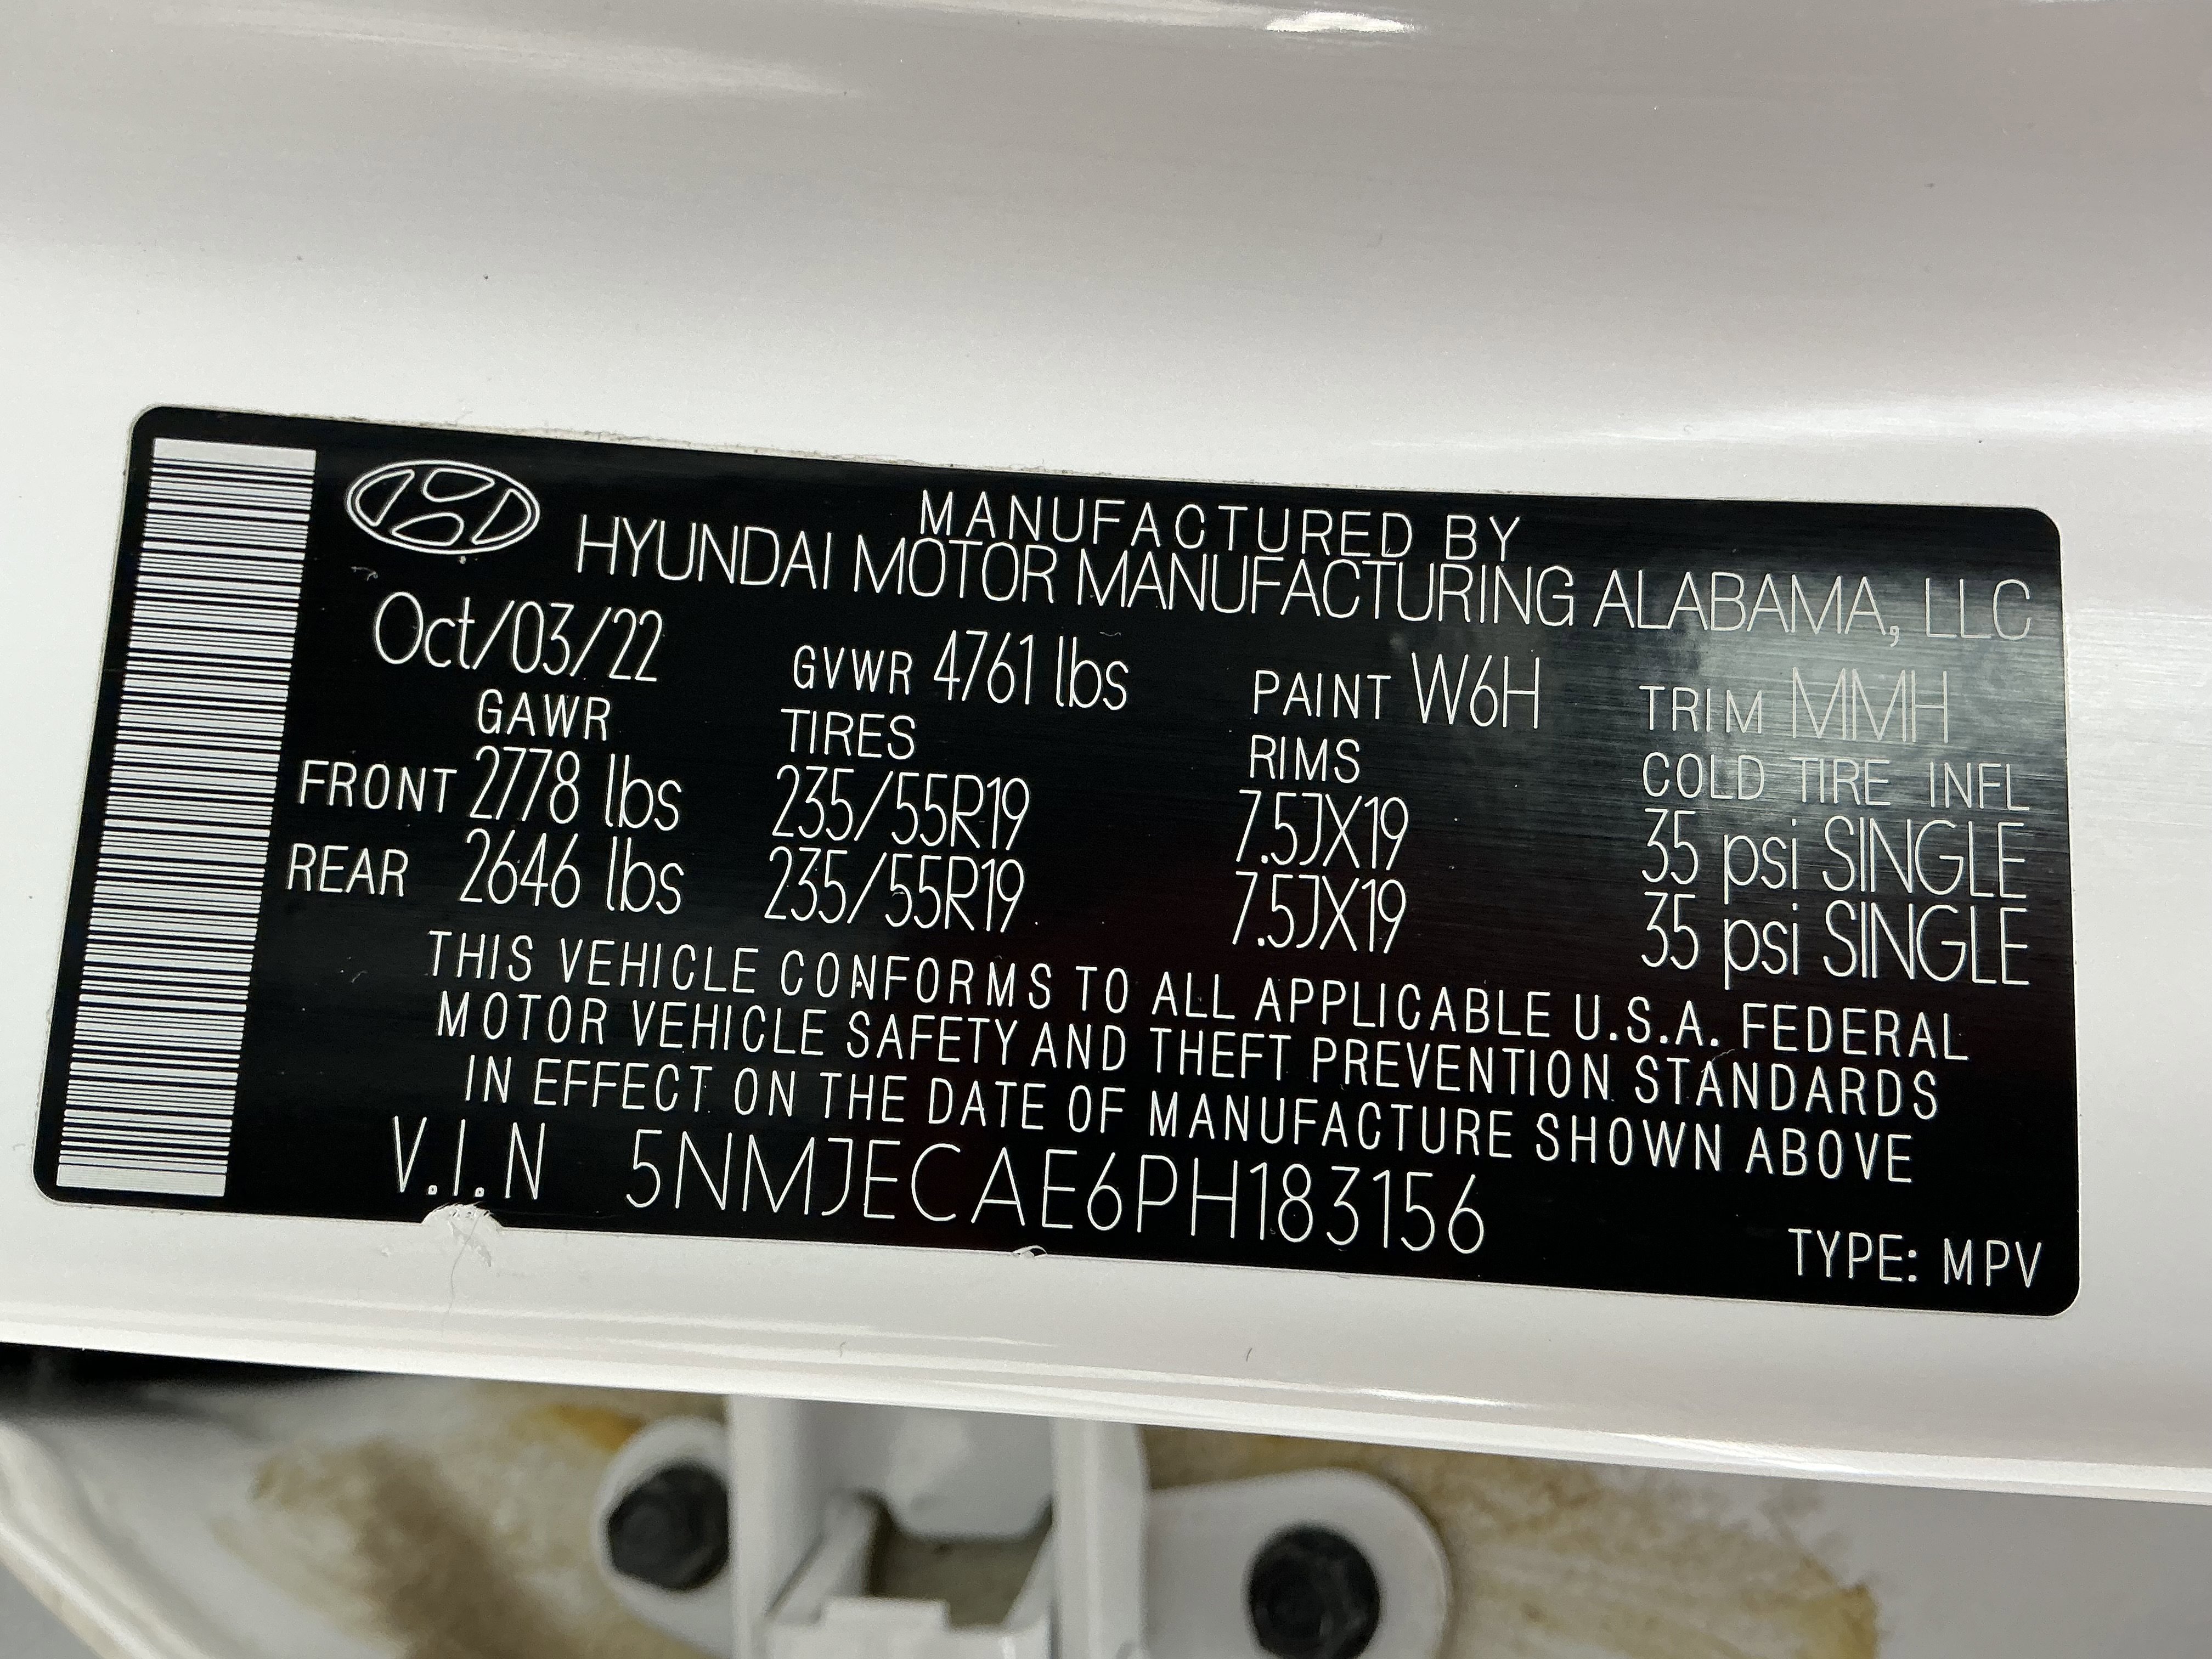 MANUFACTURED BY
HYUNDAI MOTOR MANUFACTURING ALABAMA, LLC
Oct/03/22 GVWR 4761 lbs PAINT W6H TRIM MMH
GAWR TIRES RIMS COLD TIRE INFL
FRONT 2778 lbs 235/55R19 7.5JX19 35 psi SINGLE
REAR 2646 lbs 235/55R19 7.5JX19 35 psi SINGLE
THIS VEHICLE CONFORMS TO ALL APPLICABLE U.S.A. FEDERAL
MOTOR VEHICLE SAFETY AND THEFT PREVENTION STANDARDS
IN EFFECT ON THE DATE OF MANUFACTURE SHOWN ABOVE
V.I.N 5NMJECAE6PH183156
TYPE: MPV